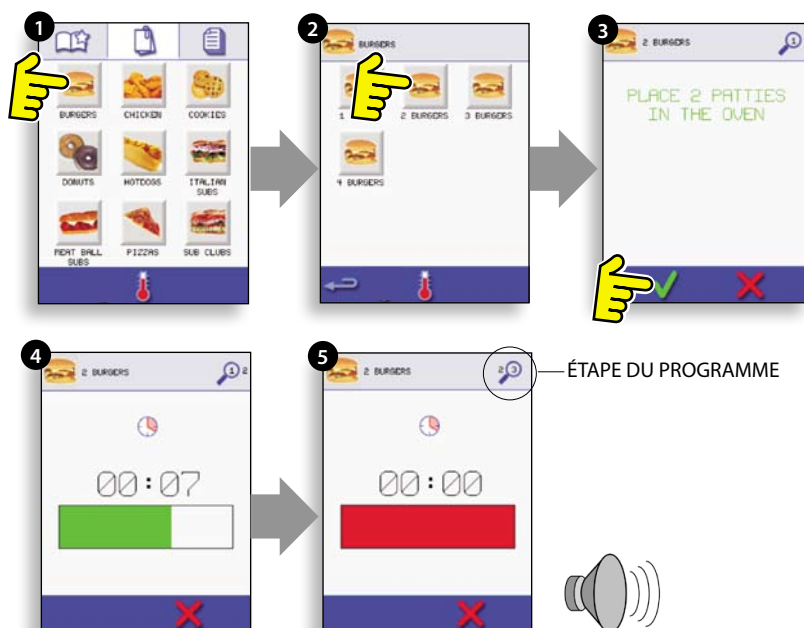 1
BURGERS
CHICKEN
COOKIES
DONUTS
HOTDOGS
ITALIAN
SUBS
MEAT BALL
SUBS
PIZZAS
SUB CLUBS
2
BURGERS
1
2 BURGERS
3 BURGERS
4 BURGERS
3
2 BURGERS
1
PLACE 2 PATTIES
IN THE OVEN
4
2 BURGERS
1 2
00:07
5
2 BURGERS
2 3
ÉTAPE DU PROGRAMME
00:00